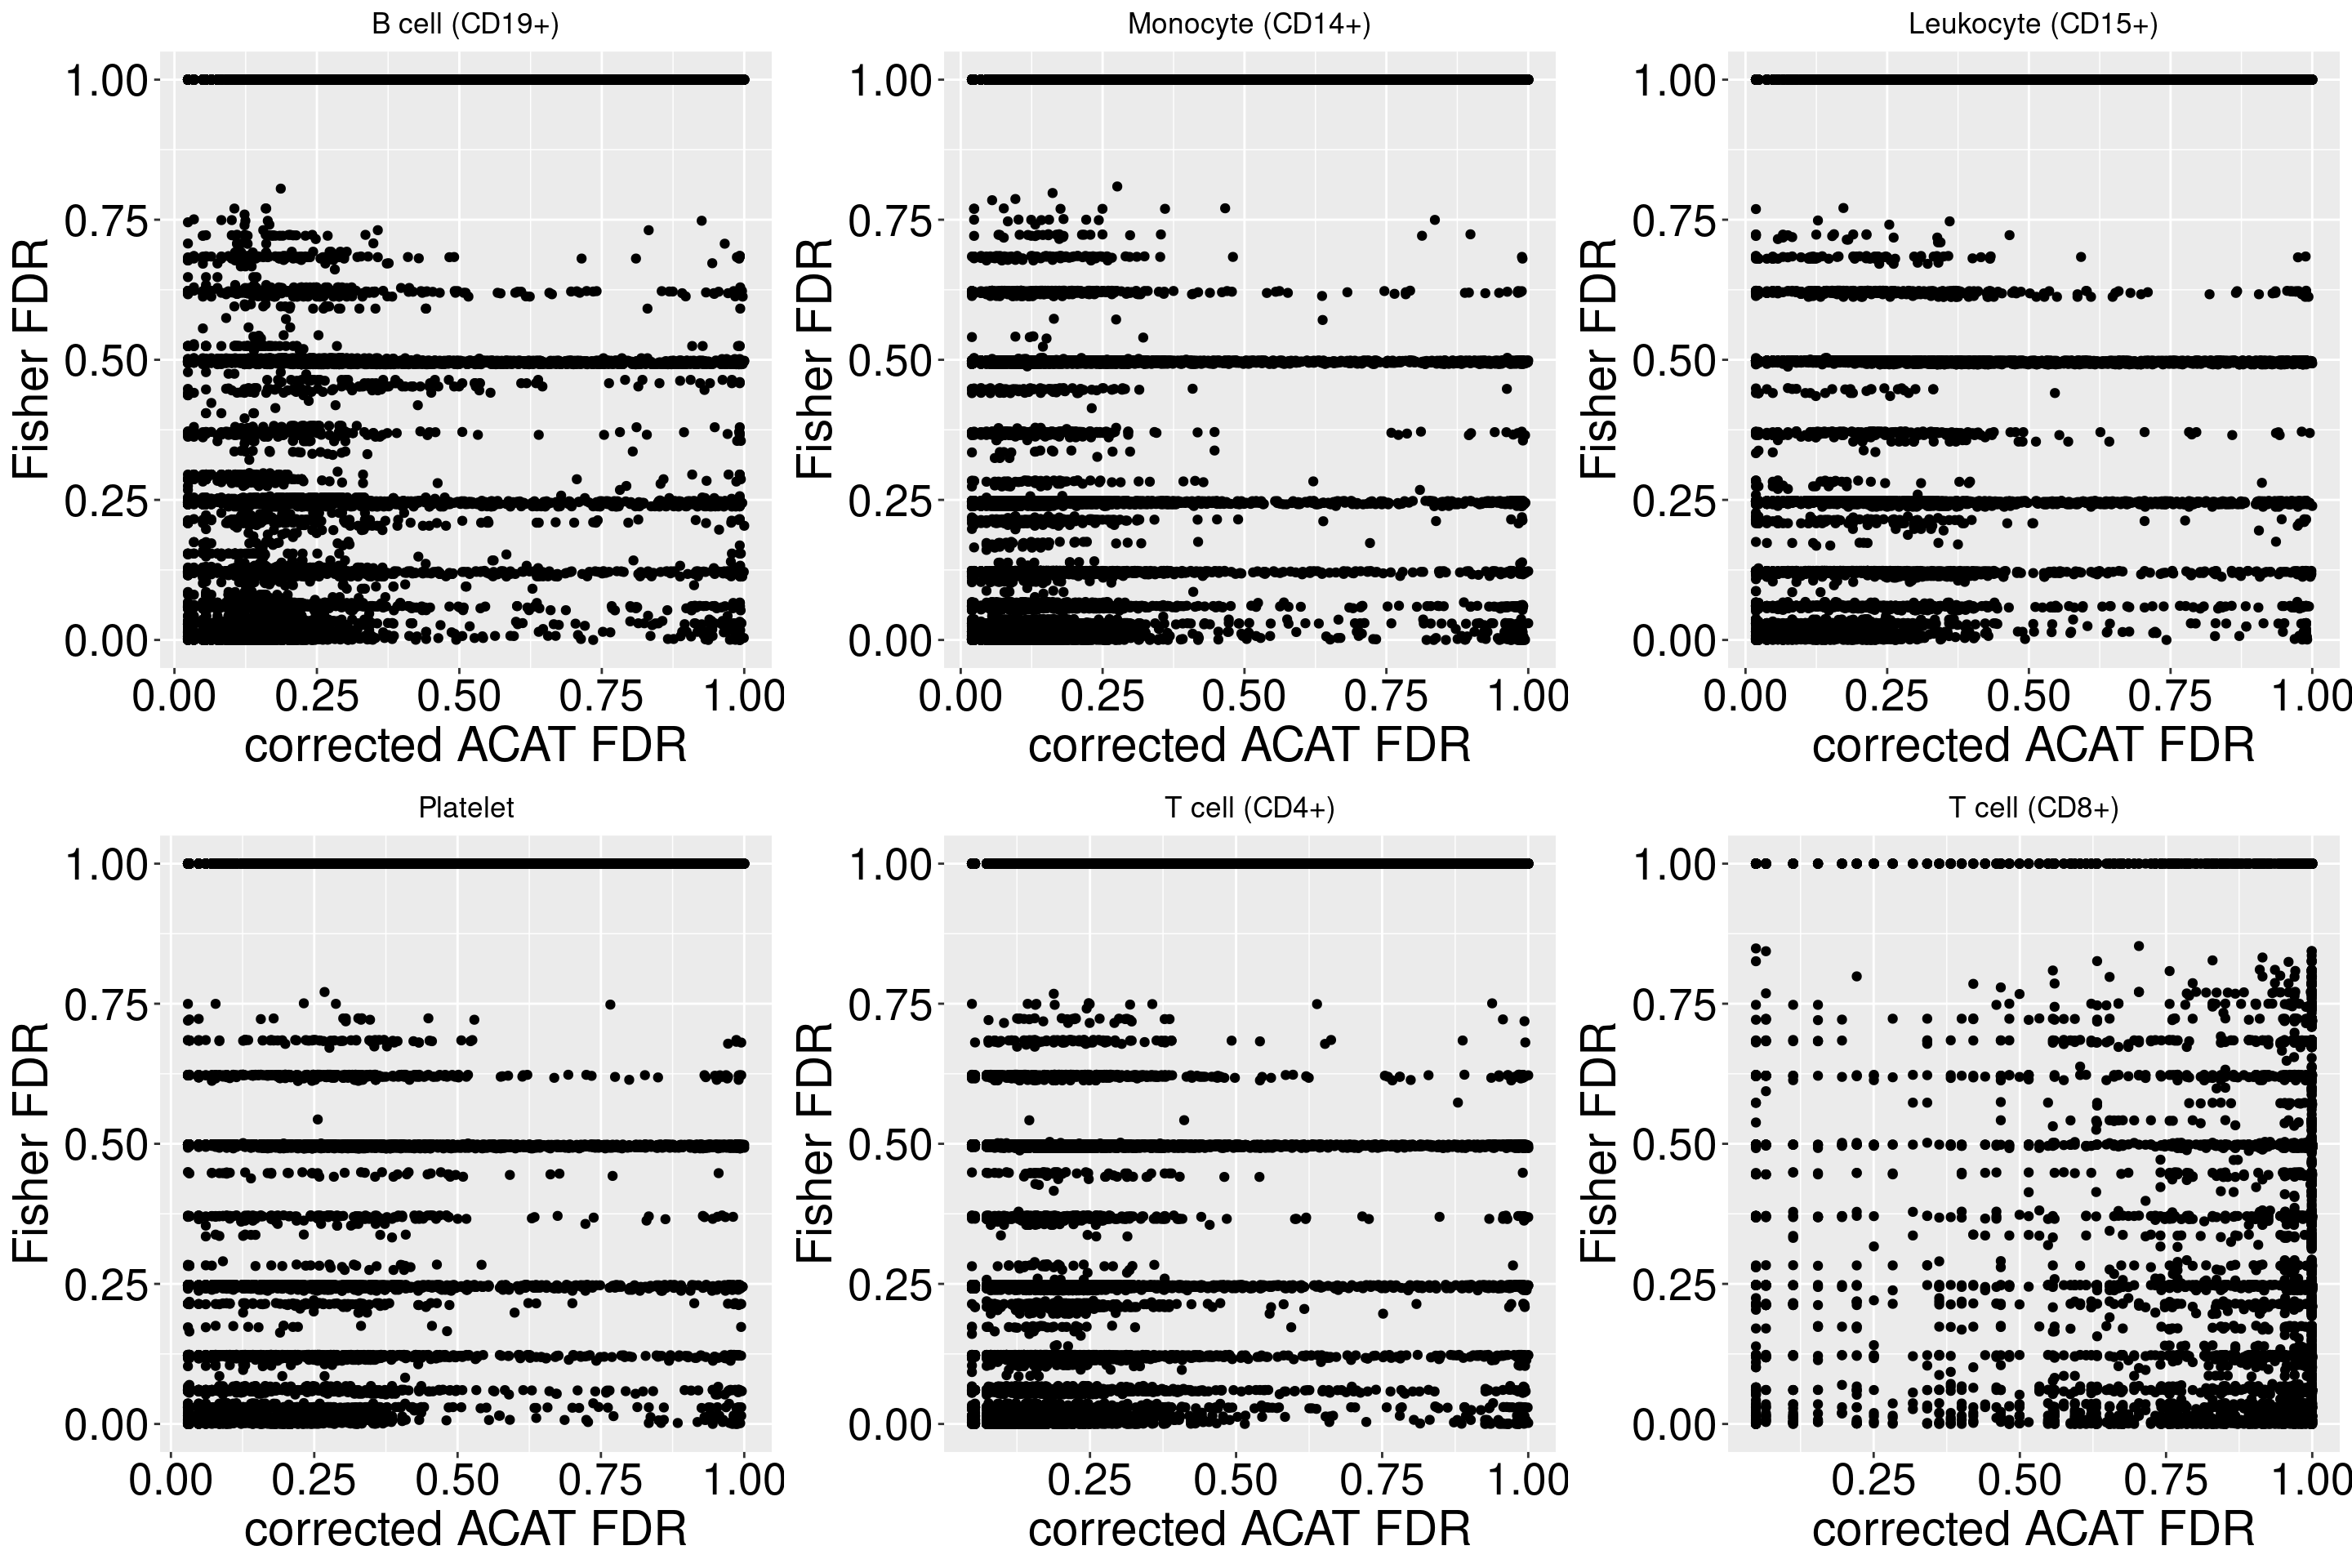 B cell (CD19+)
Fisher FDR
1.00
0.75
0.50
0.25
0.00
0.00 0.25 0.50 0.75 1.00
corrected ACAT FDR
Monocyte (CD14+)
Fisher FDR
1.00
0.75
0.50
0.25
0.00
0.00 0.25 0.50 0.75 1.00
corrected ACAT FDR
Leukocyte (CD15+)
Fisher FDR
1.00
0.75
0.50
0.25
0.00
0.00 0.25 0.50 0.75 1.00
corrected ACAT FDR
Platelet
Fisher FDR
1.00
0.75
0.50
0.25
0.00
0.00 0.25 0.50 0.75 1.00
corrected ACAT FDR
T cell (CD4+)
Fisher FDR
1.00
0.75
0.50
0.25
0.00
0.25 0.50 0.75 1.00
corrected ACAT FDR
T cell (CD8+)
Fisher FDR
1.00
0.75
0.50
0.25
0.00
0.25 0.50 0.75 1.00
corrected ACAT FDR